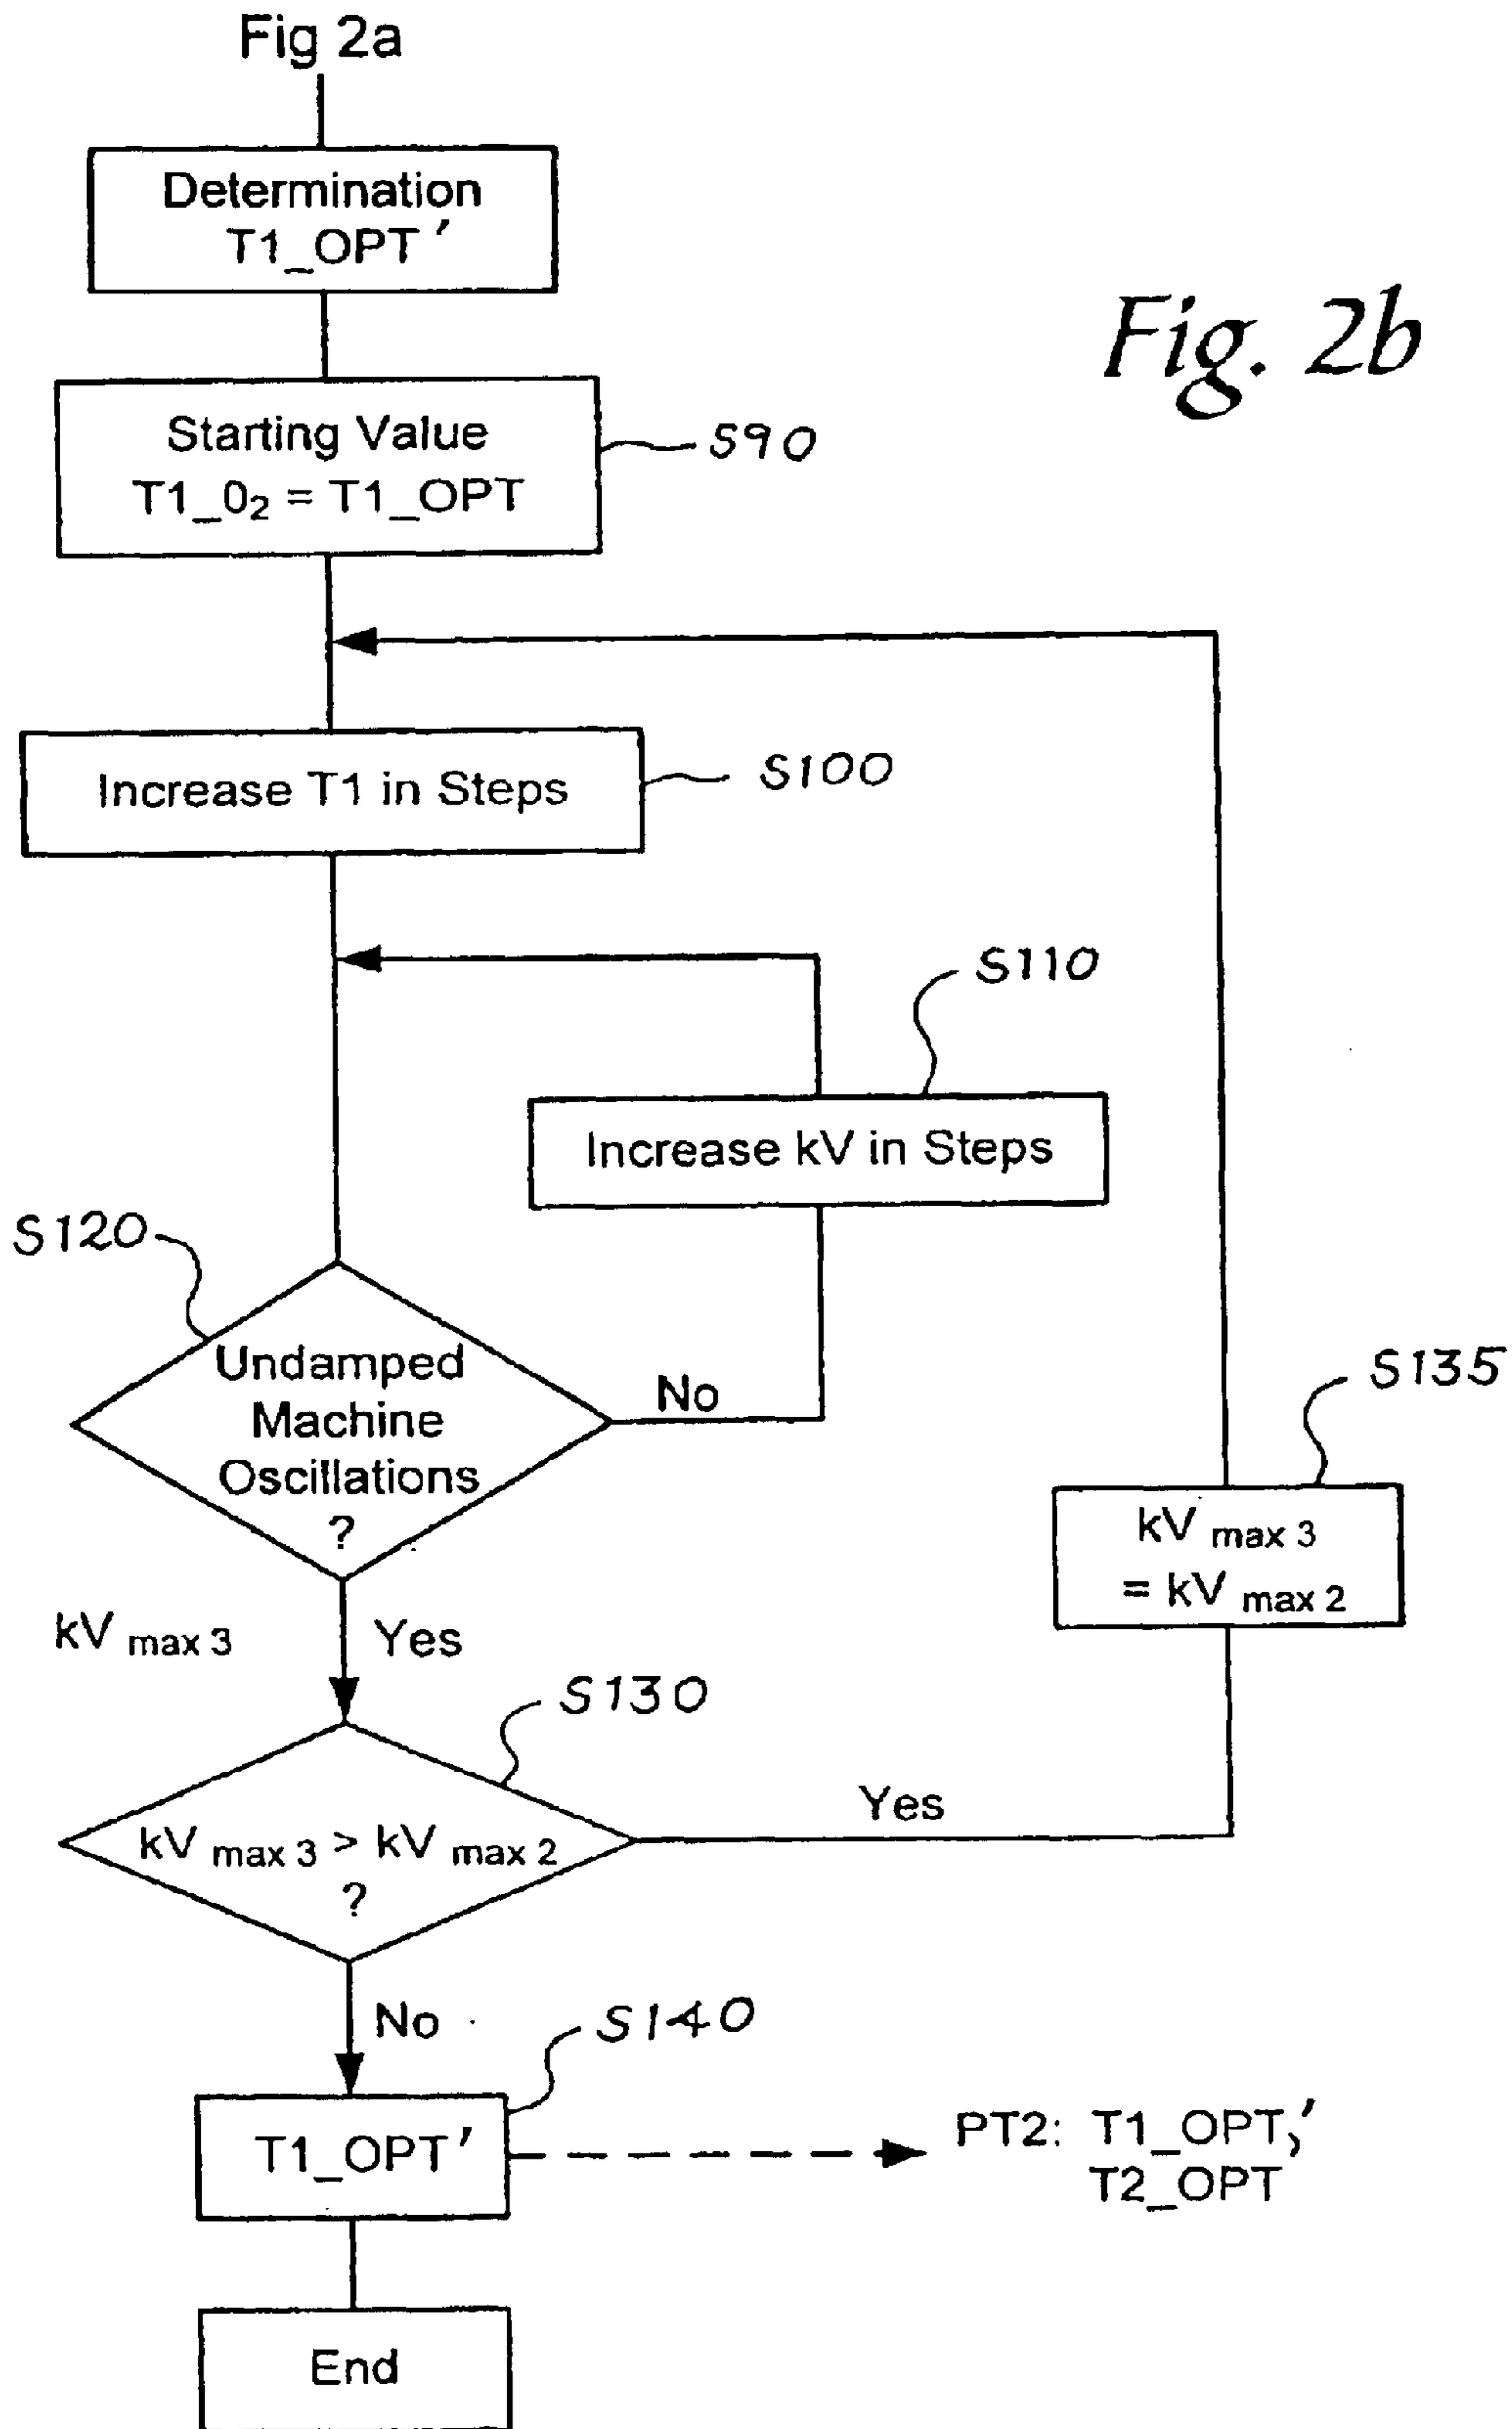 Fig 2a
Determination
T1_OPT'
Fig. 2b
Starting Value
T1_0₂ = T1_OPT
S90
Increase T1 in Steps
S100
S110
Increase kV in Steps
S120
Undamped
Machine
Oscillations
?
No
S135
kV max 3
= kV max 2
kV max 3
Yes
S130
kV max 3 > kV max 2
?
Yes
No
S140
T1_OPT'
PT2: T1_OPT,'
T2_OPT
End